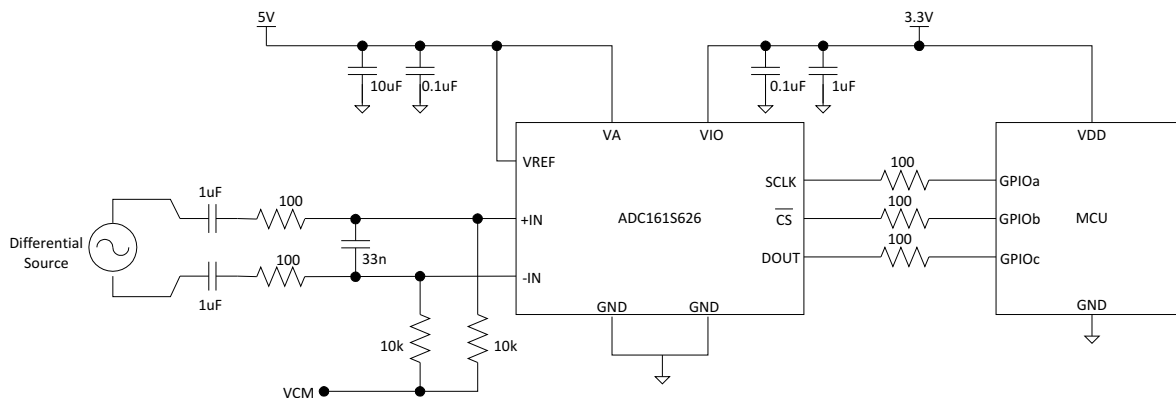 5V
3.3V
10uF
0.1uF
0.1uF
1uF
VA
VIO
VDD
VREF
SCLK
100
GPIOa
1uF
100
+IN
ADC161S626
CS
100
GPIOb
MCU
Differential
Source
33n
100
DOUT
100
GPIOc
-IN
1uF
GND
GND
GND
10k
10k
VCM